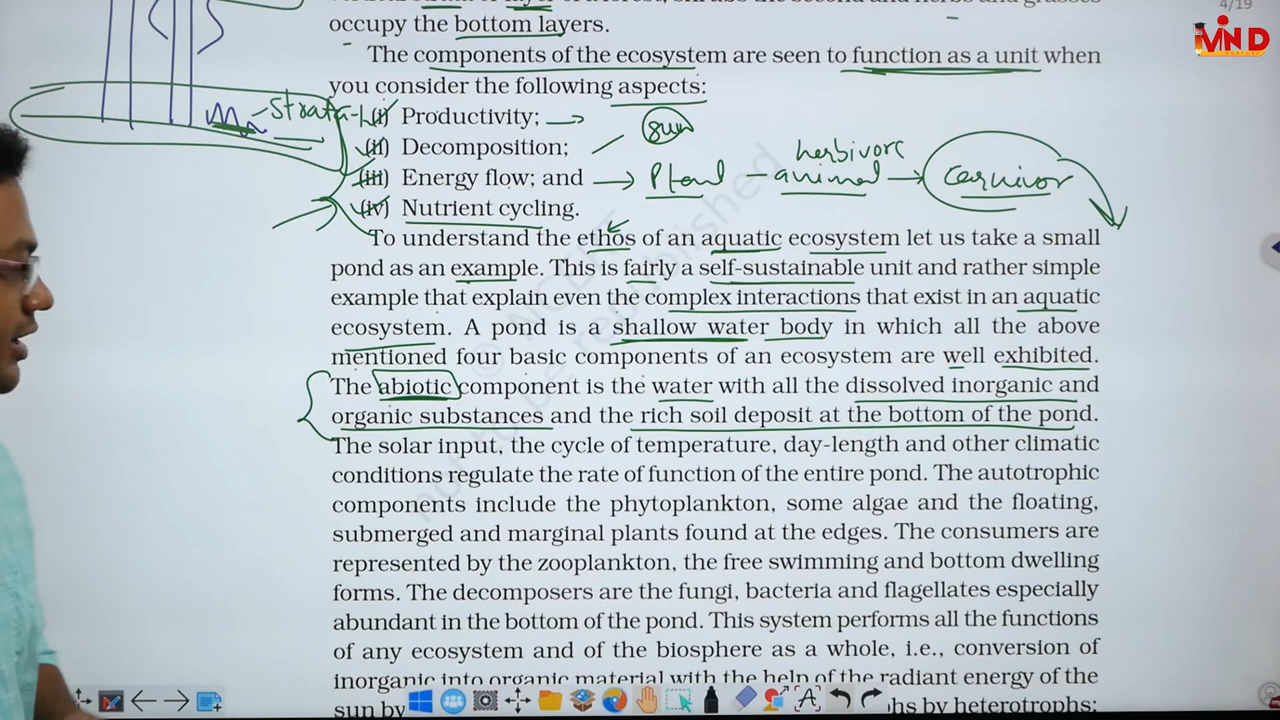 4/19
MIND
occupy the bottom layers.
The components of the ecosystem are seen to function as a unit when
you consider the following aspects:
strata
(i) Productivity;
sun
(ii) Decomposition;
herbivore
(iii) Energy flow; and
animal
carnivor
(iv) Nutrient cycling.
To understand the ethos of an aquatic ecosystem let us take a small
pond as an example. This is fairly a self-sustainable unit and rather simple
example that explain even the complex interactions that exist in an aquatic
ecosystem. A pond is a shallow water body in which all the above
mentioned four basic components of an ecosystem are well exhibited.
The abiotic component is the water with all the dissolved inorganic and
organic substances and the rich soil deposit at the bottom of the pond.
The solar input, the cycle of temperature, day-length and other climatic
conditions regulate the rate of function of the entire pond. The autotrophic
components include the phytoplankton, some algae and the floating,
submerged and marginal plants found at the edges. The consumers are
represented by the zooplankton, the free swimming and bottom dwelling
forms. The decomposers are the fungi, bacteria and flagellates especially
abundant in the bottom of the pond. This system performs all the functions
of any ecosystem and of the biosphere as a whole, i.e., conversion of
inorganic into organic material with the help of the radiant energy of the
sun by hs by heterotrophs;